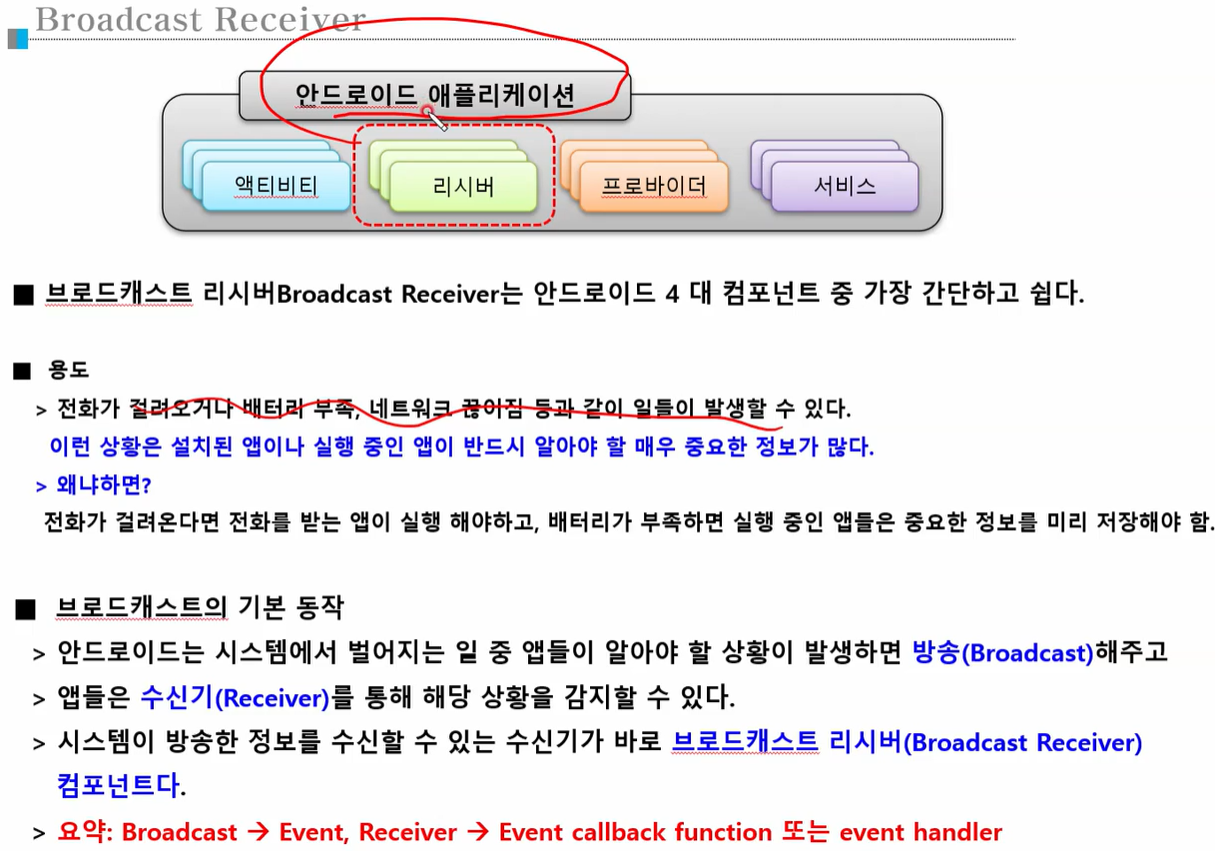 Broadcast Receiver
안드로이드 애플리케이션
액티비티 리시버 프로바이더 서비스
■ 브로드캐스트 리시버Broadcast Receiver는 안드로이드 4 대 컴포넌트 중 가장 간단하고 쉽다.
■ 용도
> 전화가 걸려오거나 배터리 부족, 네트워크 끊어짐 등과 같이 일들이 발생할 수 있다.
이런 상황은 설치된 앱이나 실행 중인 앱이 반드시 알아야 할 매우 중요한 정보가 많다.
> 왜냐하면?
전화가 걸려온다면 전화를 받는 앱이 실행 해야하고, 배터리가 부족하면 실행 중인 앱들은 중요한 정보를 미리 저장해야 함.
■ 브로드캐스트의 기본 동작
> 안드로이드는 시스템에서 벌어지는 일 중 앱들이 알아야 할 상황이 발생하면 방송(Broadcast)해주고
> 앱들은 수신기(Receiver)를 통해 해당 상황을 감지할 수 있다.
> 시스템이 방송한 정보를 수신할 수 있는 수신기가 바로 브로드캐스트 리시버(Broadcast Receiver)
컴포넌트다.
> 요약: Broadcast → Event, Receiver → Event callback function 또는 event handler